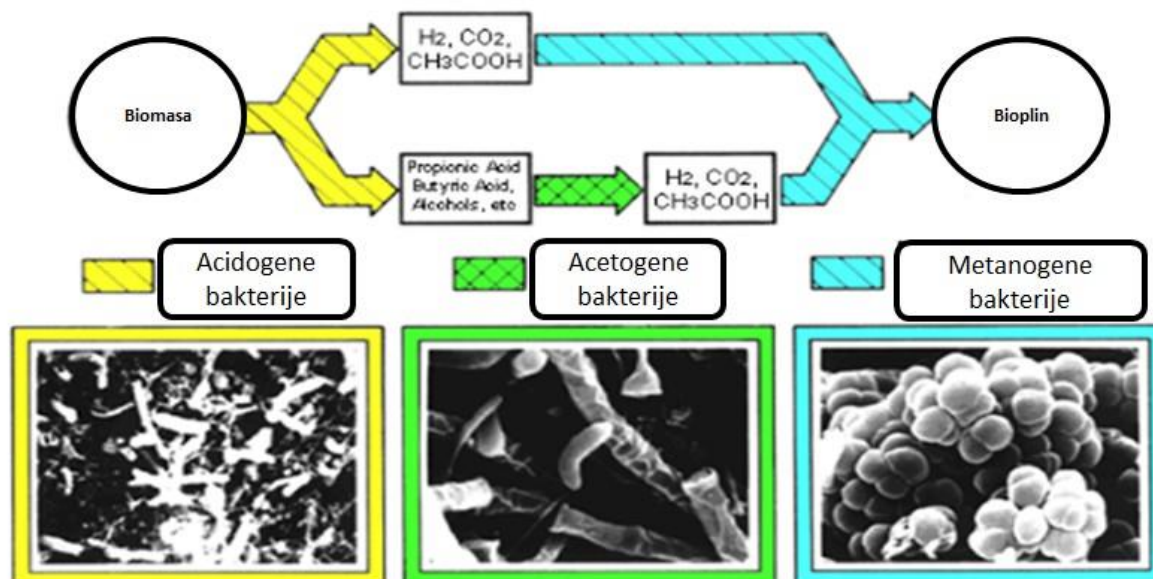 H2, CO2,
CH3COOH
Biomasa
Bioplin
Propionic Acid
Butyric Acid,
Alcohols, etc
H2, CO2,
CH3COOH
Acidogene
bakterije
Acetogene
bakterije
Metanogene
bakterije